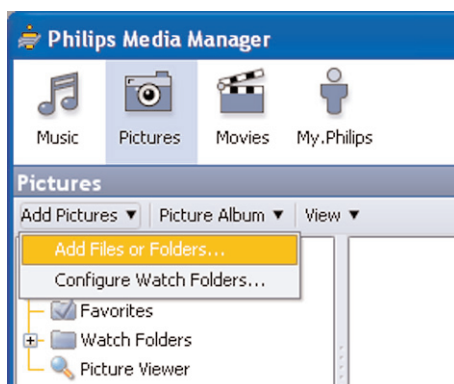 Philips Media Manager
Music Pictures Movies My.Philips
Pictures
Add Pictures ▼ Picture Album ▼ View ▼
Add Files or Folders...
Configure Watch Folders...
Favorites
Watch Folders
Picture Viewer